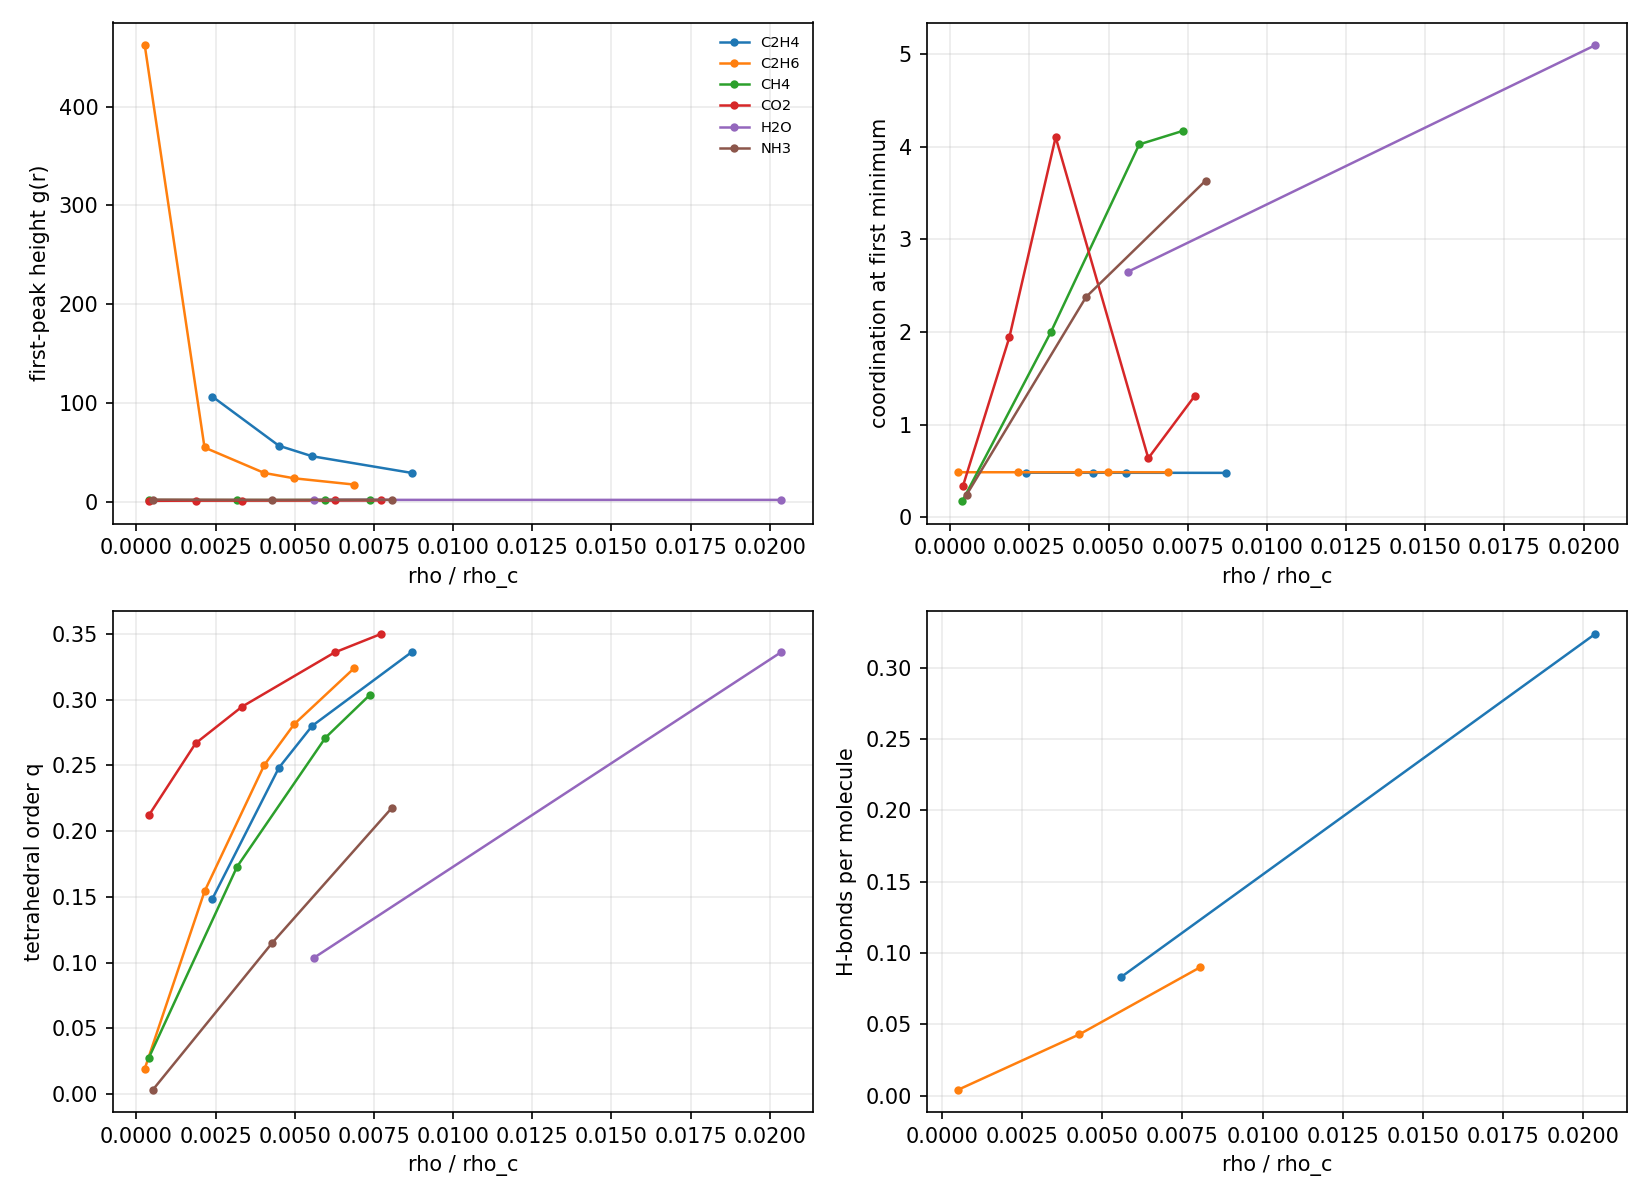 400
300
200
100
0
first-peak height g(r)
C2H4
C2H6
CH4
CO2
H2O
NH3
0.0000 0.0025 0.0050 0.0075 0.0100 0.0125 0.0150 0.0175 0.0200
rho / rho_c
5
4
3
2
1
0
coordination at first minimum
0.0000 0.0025 0.0050 0.0075 0.0100 0.0125 0.0150 0.0175 0.0200
rho / rho_c
0.35
0.30
0.25
0.20
0.15
0.10
0.05
0.00
tetrahedral order q
0.0000 0.0025 0.0050 0.0075 0.0100 0.0125 0.0150 0.0175 0.0200
rho / rho_c
0.30
0.25
0.20
0.15
0.10
0.05
0.00
H-bonds per molecule
0.0000 0.0025 0.0050 0.0075 0.0100 0.0125 0.0150 0.0175 0.0200
rho / rho_c